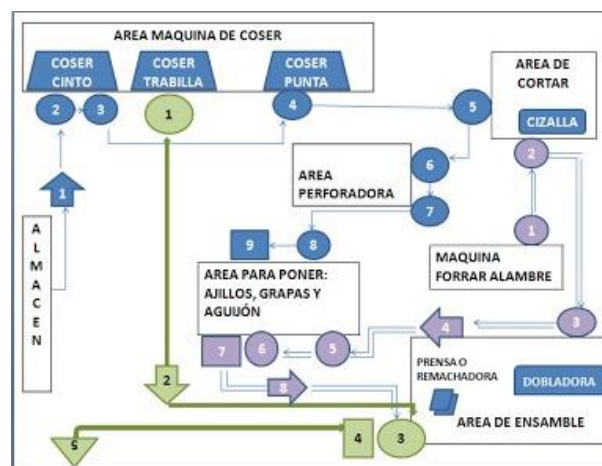 AREA MAQUINA DE COSER
COSER
CINTO
COSER
TRABILLA
COSER
PUNTA
2
3
1
4
5
AREA DE
CORTAR
CIZALLA
2
6
7
AREA
PERFORADORA
1
MAQUINA
FORRAR ALAMBRE
1
ALMACEN
9
8
AREA PARA PONER:
AJILLOS, GRAPAS Y
AGUIJÓN
7
6
5
4
3
8
2
PRENSA O
REMACHADORA
DOBLADORA
AREA DE ENSAMBLE
5
4
3